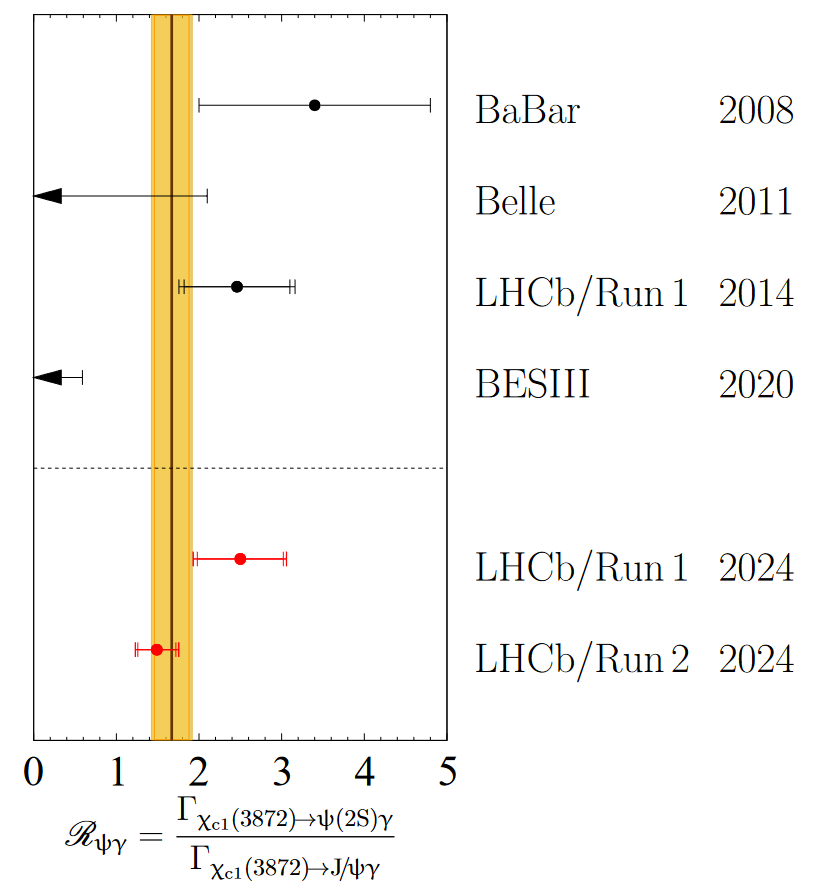 BaBar 2008
Belle 2011
LHCb/Run 1 2014
BESIII 2020
LHCb/Run 1 2024
LHCb/Run 2 2024
0 1 2 3 4 5
ℛψγ = Γχc1(3872)→ψ(2S)γ
Γχc1(3872)→J/ψγ